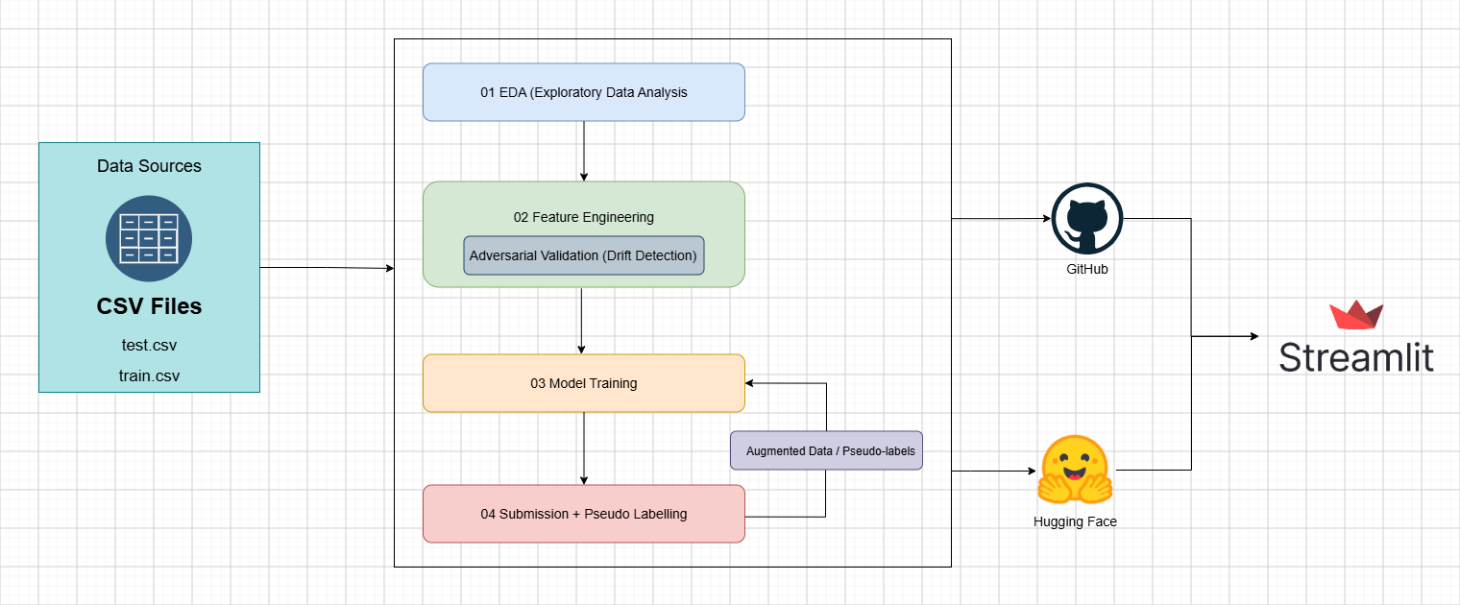 Data Sources
CSV Files
test.csv
train.csv
01 EDA (Exploratory Data Analysis
02 Feature Engineering
Adversarial Validation (Drift Detection)
03 Model Training
Augmented Data / Pseudo-labels
04 Submission + Pseudo Labelling
GitHub
Hugging Face
Streamlit